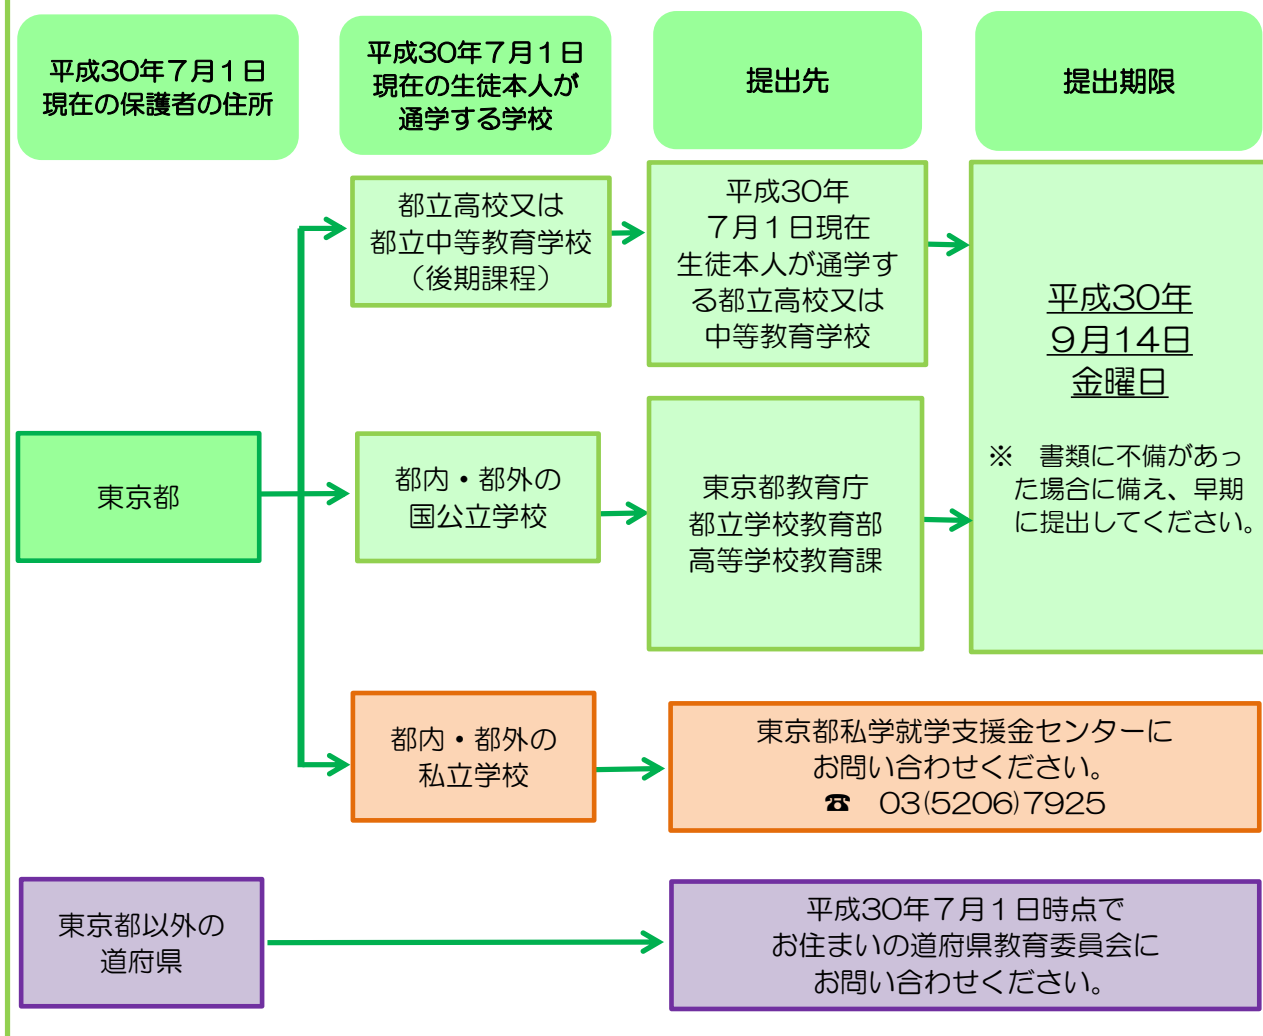 平成30年７月１日
現在の保護者の住所
平成30年７月１日
現在の生徒本人が
通学する学校
提出先
提出期限
都立高校又は
都立中等教育学校
（後期課程）
平成30年
７月１日現在
生徒本人が通学す
る都立高校又は
中等教育学校
平成30年
９月14日
金曜日
※　書類に不備があっ
た場合に備え、早期
に提出してください。
東京都
都内・都外の
国公立学校
東京都教育庁
都立学校教育部
高等学校教育課
都内・都外の
私立学校
東京都私学就学支援金センターに
お問い合わせください。
☎　03(5206)7925
東京都以外の
道府県
平成30年７月１日時点で
お住まいの道府県教育委員会に
お問い合わせください。